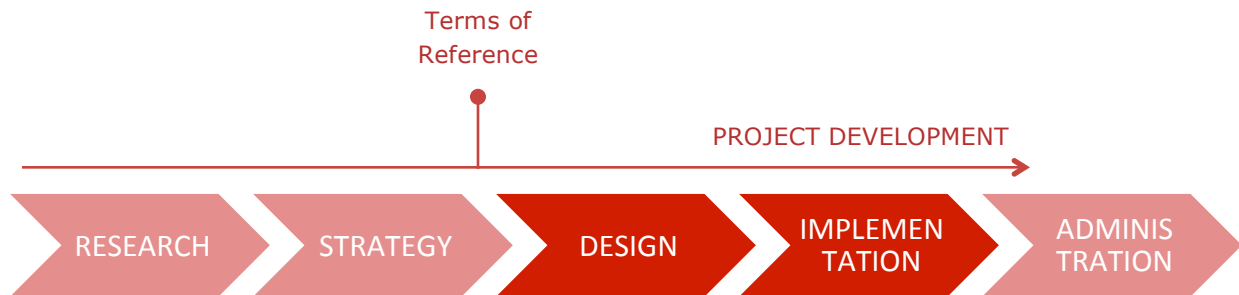 Terms of
Reference
PROJECT DEVELOPMENT
RESEARCH
STRATEGY
DESIGN
IMPLEMEN
TATION
ADMINIS
TRATION